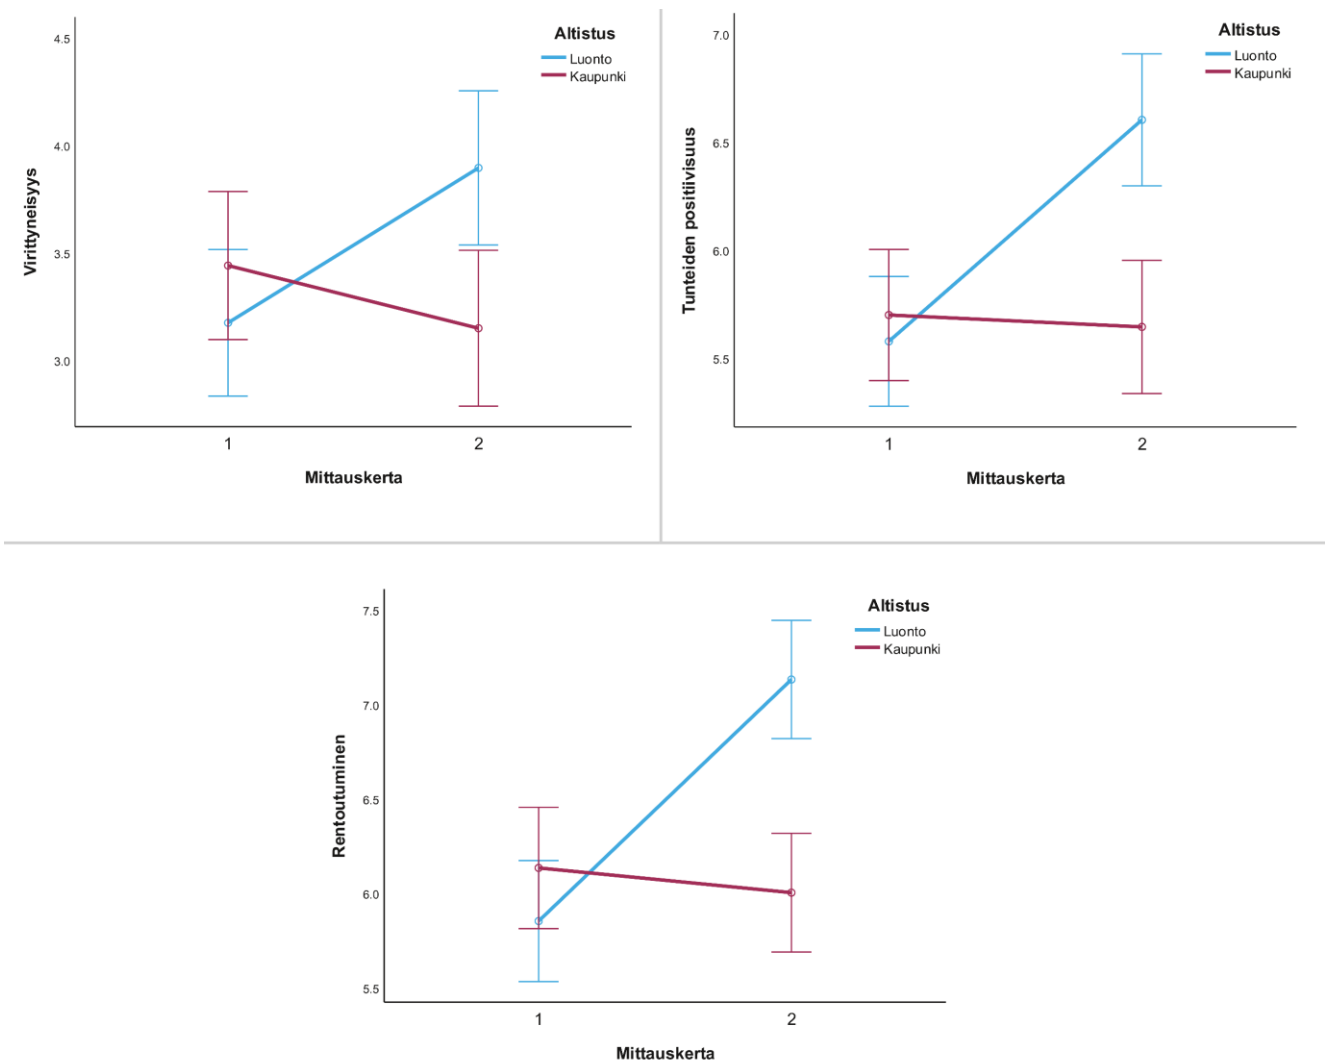 Altistus
Luonto
Kaupunki
4.5
4.0
3.5
3.0
Virittyneisyys
1 2
Mittauskerta
Altistus
Luonto
Kaupunki
7.0
6.5
6.0
5.5
Tunteiden positiivisuus
1 2
Mittauskerta
Altistus
Luonto
Kaupunki
7.5
7.0
6.5
6.0
5.5
Rentoutuminen
1 2
Mittauskerta